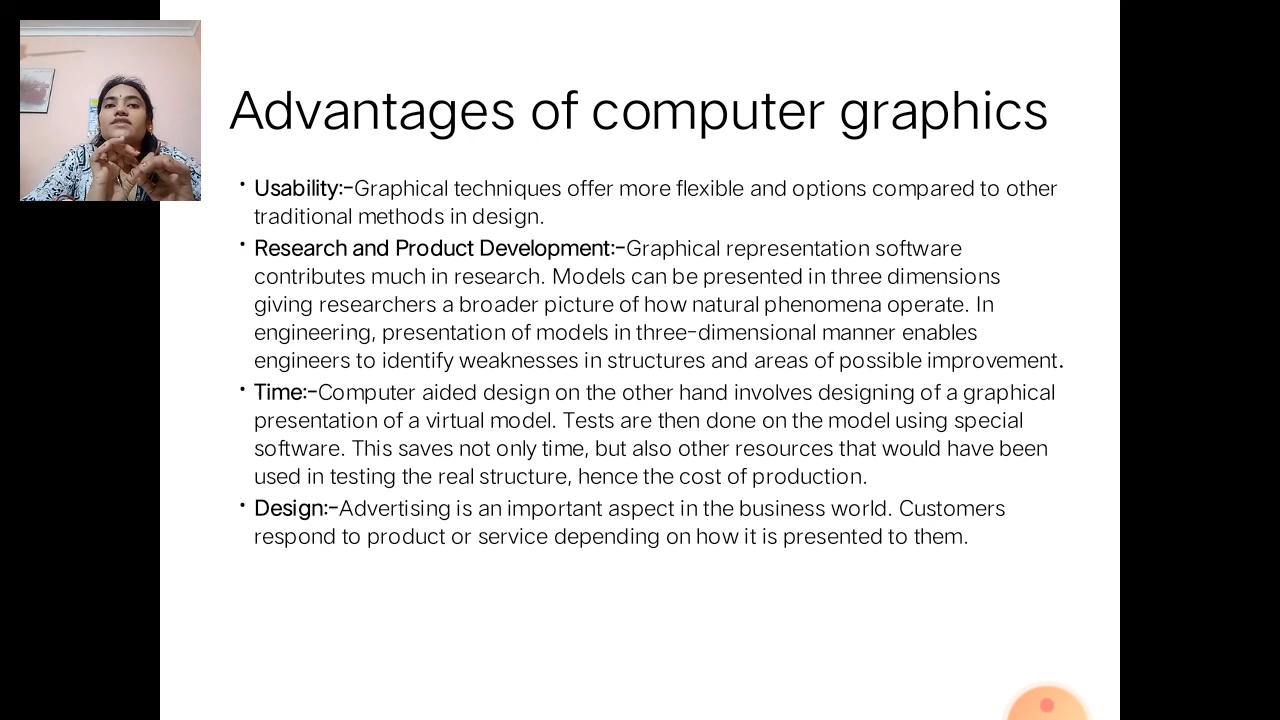 Advantages of computer graphics
• Usability:-Graphical techniques offer more flexible and options compared to other
traditional methods in design.
• Research and Product Development:-Graphical representation software
contributes much in research. Models can be presented in three dimensions
giving researchers a broader picture of how natural phenomena operate. In
engineering, presentation of models in three-dimensional manner enables
engineers to identify weaknesses in structures and areas of possible improvement.
• Time:-Computer aided design on the other hand involves designing of a graphical
presentation of a virtual model. Tests are then done on the model using special
software. This saves not only time, but also other resources that would have been
used in testing the real structure, hence the cost of production.
• Design:-Advertising is an important aspect in the business world. Customers
respond to product or service depending on how it is presented to them.